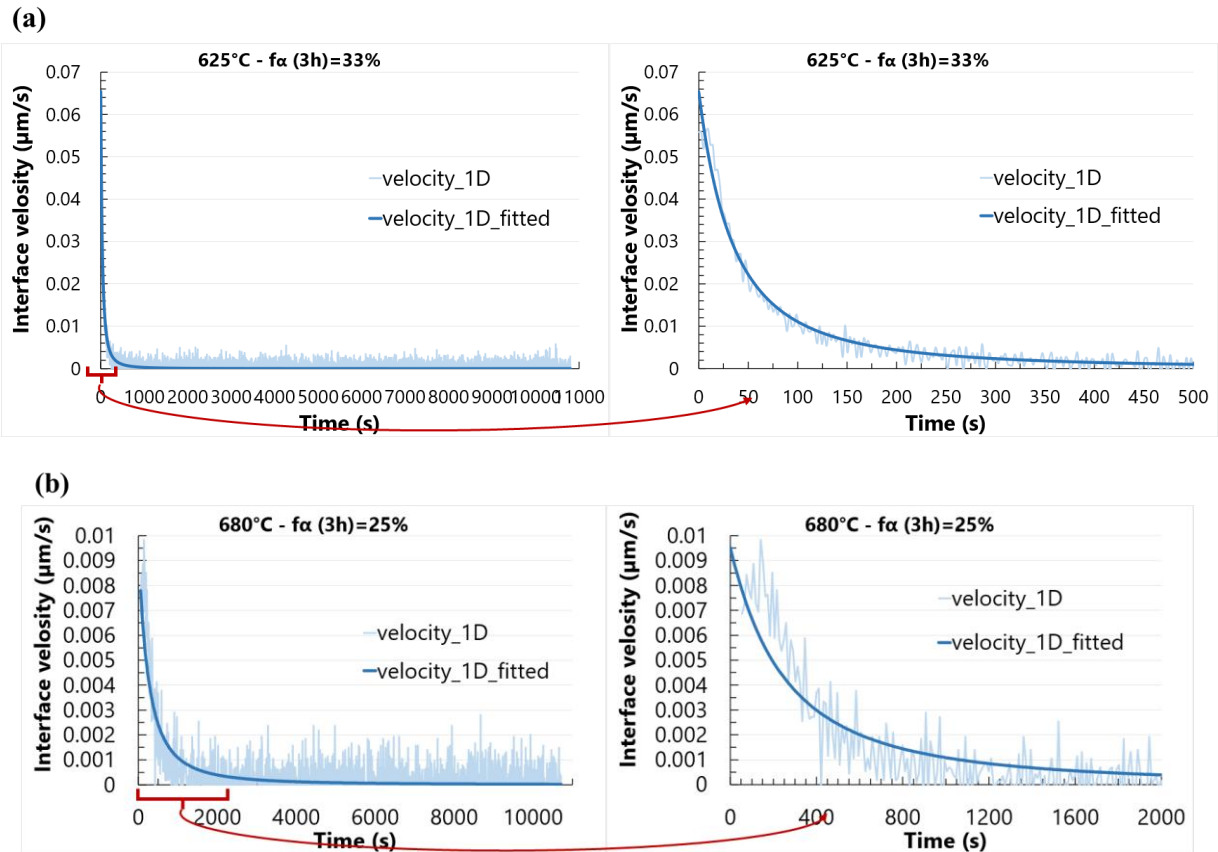 (a)
625°C - fα (3h)=33%
Interface velosity (µm/s)
0.07
0.06
0.05
0.04
0.03
0.02
0.01
0
velocity_1D
velocity_1D_fitted
0 1000 2000 3000 4000 5000 6000 7000 8000 9000 10000 11000
Time (s)
625°C - fα (3h)=33%
Interface velosity (µm/s)
0.07
0.06
0.05
0.04
0.03
0.02
0.01
0
velocity_1D
velocity_1D_fitted
0 50 100 150 200 250 300 350 400 450 500
Time (s)
(b)
680°C - fα (3h)=25%
Interface velosity (µm/s)
0.01
0.009
0.008
0.007
0.006
0.005
0.004
0.003
0.002
0.001
0
velocity_1D
velocity_1D_fitted
0 2000 4000 6000 8000 10000
Time (s)
680°C - fα (3h)=25%
Interface velosity (µm/s)
0.01
0.009
0.008
0.007
0.006
0.005
0.004
0.003
0.002
0.001
0
velocity_1D
velocity_1D_fitted
0 400 800 1200 1600 2000
Time (s)